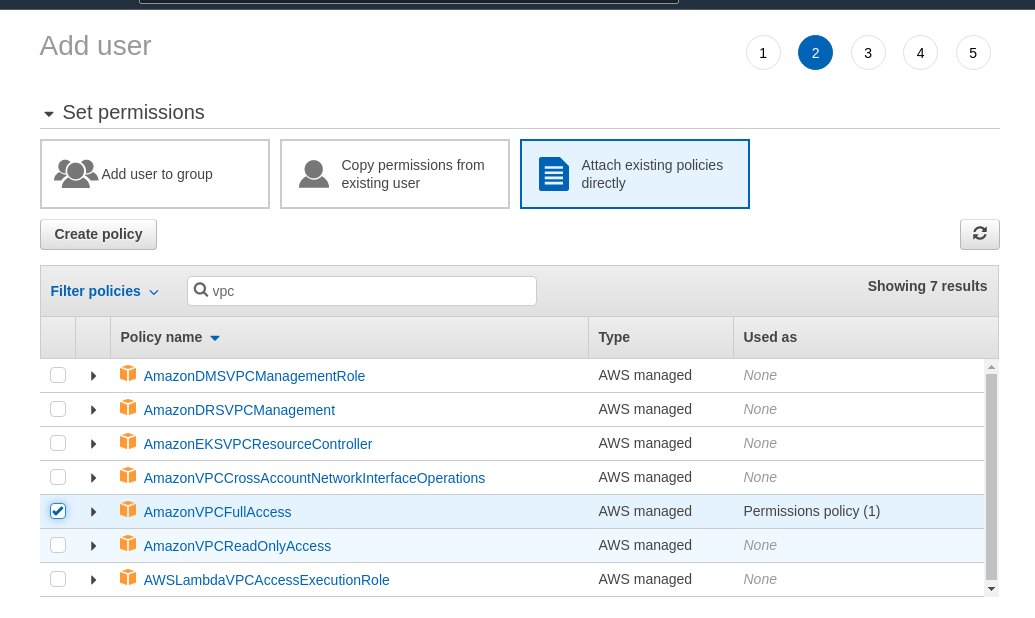 Add user
1 2 3 4 5
Set permissions
Add user to group
Copy permissions from
existing user
Attach existing policies
directly
Create policy
Filter policies
vpc
Showing 7 results
Policy name Type Used as
AmazonDMSVPCManagementRole AWS managed None
AmazonDRSVPCManagement AWS managed None
AmazonEKSVPCResourceController AWS managed None
AmazonVPCCrossAccountNetworkInterfaceOperations AWS managed None
AmazonVPCFullAccess AWS managed Permissions policy (1)
AmazonVPCReadOnlyAccess AWS managed None
AWSLambdaVPCAccessExecutionRole AWS managed None